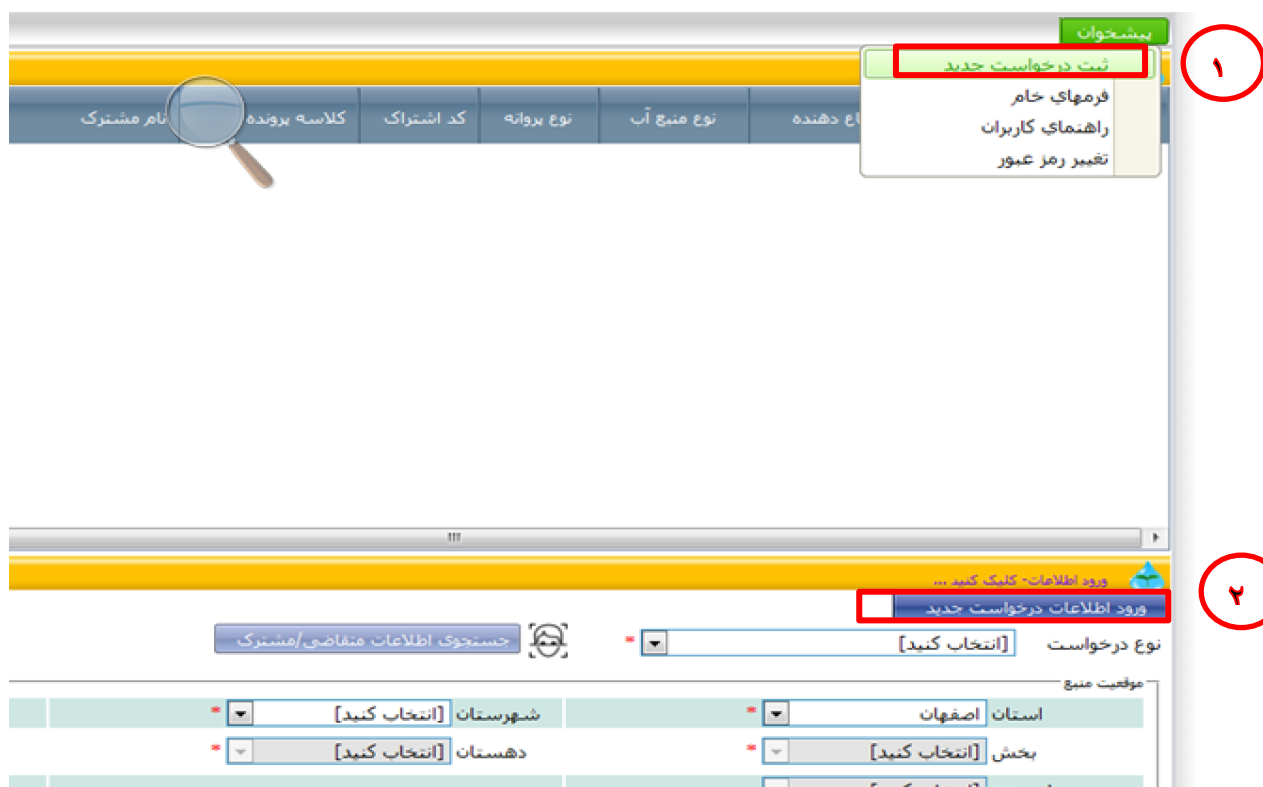 پیشخوان
۱
ثبت درخواست جدید
فرمهاي خام
راهنماي کاربران
تغییر رمز عبور
نوع منبع آب
نوع پروانه
کد اشتراک
کلاسه پرونده
نام مشترک
ورود اطلاعات- کلیک کنید ...
۲
ورود اطلاعات درخواست جدید
نوع درخواست [انتخاب کنید] * جستجوی اطلاعات متقاضی/مشترک
موقعیت منبع
استان اصفهان * شهرستان [انتخاب کنید] *
بخش [انتخاب کنید] * دهستان [انتخاب کنید] *